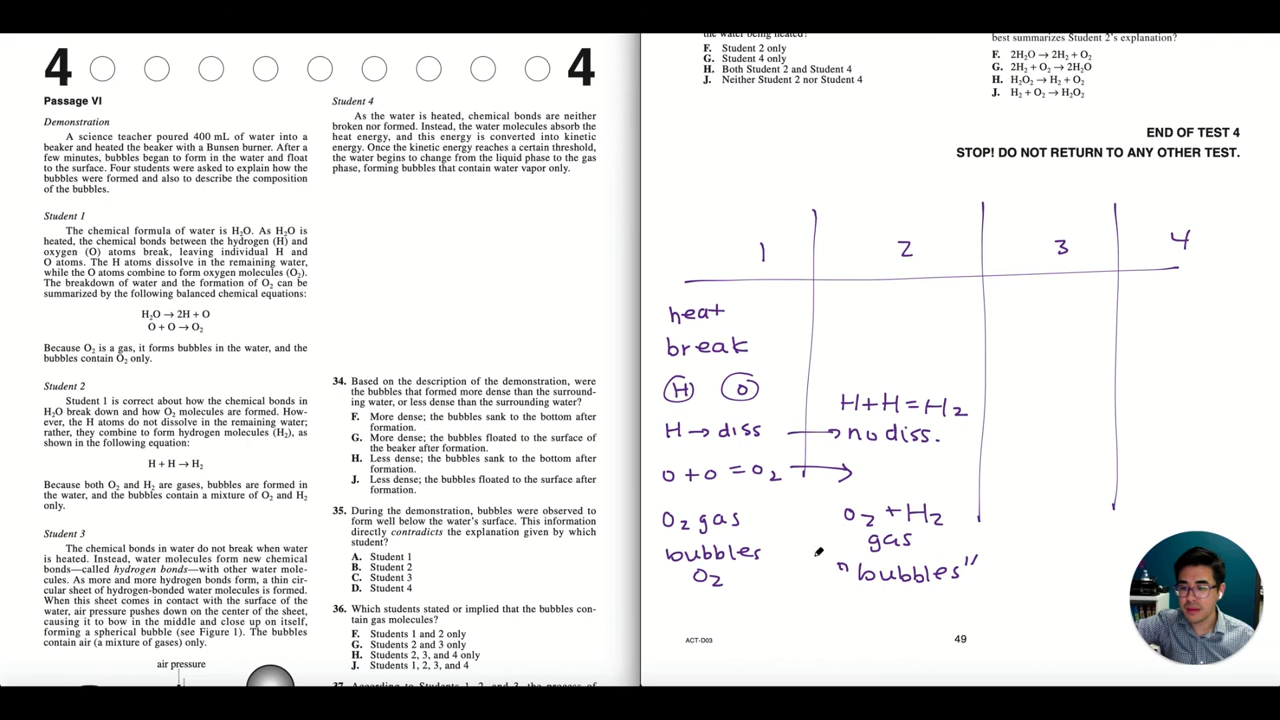 4
4
Passage VI
Demonstration
A science teacher poured 400 mL of water into a
beaker and heated the beaker with a Bunsen burner. After a
few minutes, bubbles began to form in the water and float
to the surface. Four students were asked to explain how the
bubbles were formed and also to describe the composition
of the bubbles.
Student 1
The chemical formula of water is H₂O. As H₂O is
heated, the chemical bonds between the hydrogen (H) and
oxygen (O) atoms break, leaving individual H and
O atoms. The H atoms dissolve in the remaining water,
while the O atoms combine to form oxygen molecules (O₂).
The breakdown of water and the formation of O₂ can be
summarized by the following balanced chemical equations:
H₂O → 2H + O
O + O → O₂
Because O₂ is a gas, it forms bubbles in the water, and the
bubbles contain O₂ only.
Student 2
Student 1 is correct about how the chemical bonds in
H₂O break down and how O₂ molecules are formed. How-
ever, the H atoms do not dissolve in the remaining water;
rather, they combine to form hydrogen molecules (H₂), as
shown in the following equation:
H + H → H₂
Because both O₂ and H₂ are gases, bubbles are formed in
the water, and the bubbles contain a mixture of O₂ and H₂
only.
Student 3
The chemical bonds in water do not break when water
is heated. Instead, water molecules form new chemical
bonds—called hydrogen bonds—with other water mole-
cules. As more and more hydrogen bonds form, a thin cir-
cular sheet of hydrogen-bonded water molecules is formed.
When this sheet comes in contact with the surface of the
water, air pressure pushes down on the center of the sheet,
causing it to bow in the middle and close up on itself,
forming a spherical bubble (see Figure 1). The bubbles
contain air (a mixture of gases) only.
air pressure
Student 4
As the water is heated, chemical bonds are neither
broken nor formed. Instead, the water molecules absorb the
heat energy, and this energy is converted into kinetic
energy. Once the kinetic energy reaches a certain threshold,
the water begins to change from the liquid phase to the gas
phase, forming bubbles that contain water vapor only.
34. Based on the description of the demonstration, were
the bubbles that formed more dense than the surround-
ing water, or less dense than the surrounding water?
F. More dense; the bubbles sank to the bottom after
formation.
G. More dense; the bubbles floated to the surface of
the beaker after formation.
H. Less dense; the bubbles sank to the bottom after
formation.
J. Less dense; the bubbles floated to the surface after
formation.
35. During the demonstration, bubbles were observed to
form well below the water's surface. This information
directly contradicts the explanation given by which
student?
A. Student 1
B. Student 2
C. Student 3
D. Student 4
36. Which students stated or implied that the bubbles con-
tain gas molecules?
F. Students 1 and 2 only
G. Students 2 and 3 only
H. Students 2, 3, and 4 only
J. Students 1, 2, 3, and 4
37. According to Students 1, 2, and 3, the process of
the water being heated?
F. Student 2 only
G. Student 4 only
H. Both Student 2 and Student 4
J. Neither Student 2 nor Student 4
best summarizes Student 2's explanation?
F. 2H₂O → 2H₂ + O₂
G. 2H₂ + O₂ → 2H₂O
H. H₂O₂ → H₂ + O₂
J. H₂ + O₂ → H₂O₂
END OF TEST 4
STOP! DO NOT RETURN TO ANY OTHER TEST.
1 2 3 4
heat
break
H O
H → diss
O + O = O₂
O₂ gas
bubbles
O₂
H + H = H₂
→ no diss.
→
O₂ + H₂
gas
"bubbles"
ACT-D03
49